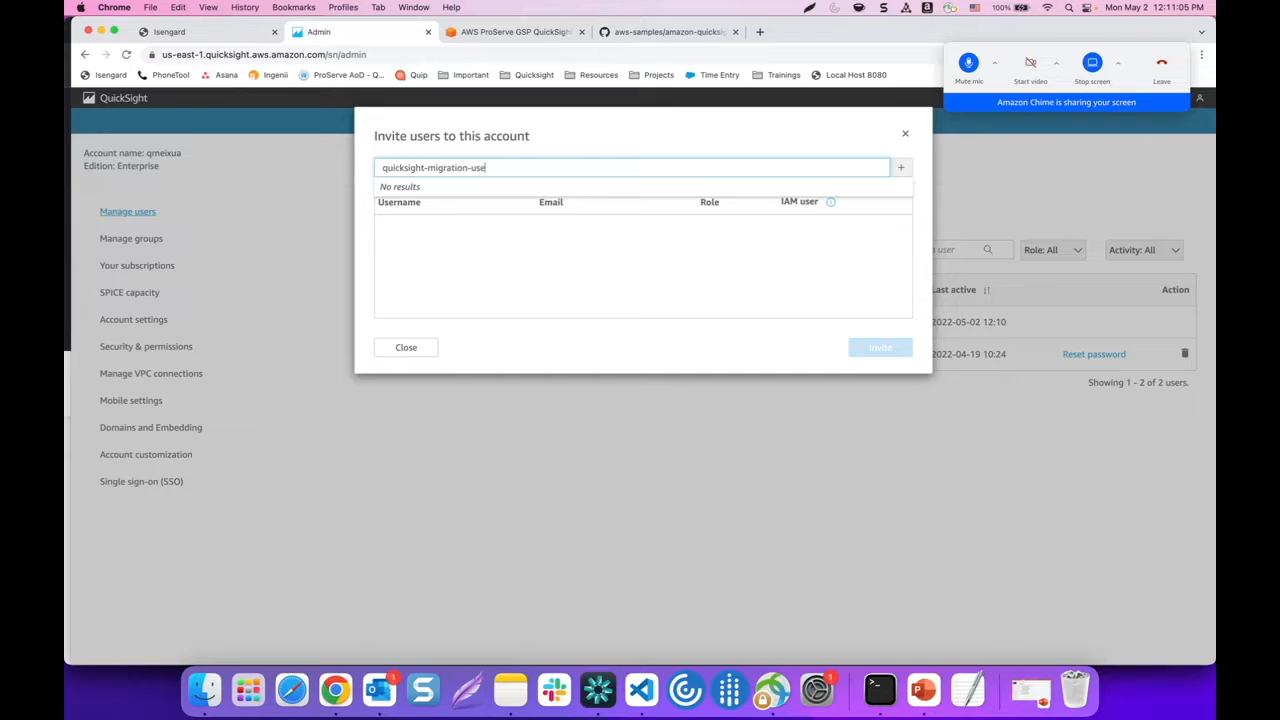 Chrome File Edit View History Bookmarks Profiles Tab Window Help 100% Mon May 2 12:11:05 PM
Isengard Admin AWS ProServe GSP QuickSight aws-samples/amazon-quicksig
us-east-1.quicksight.aws.amazon.com/sn/admin
Isengard PhoneTool Asana Ingenii ProServe AoD - Q... Quip Important Quicksight Resources Projects Time Entry Trainings Local Host 8080
Mute mic Start video Stop screen Leave
Amazon Chime is sharing your screen
QuickSight
Account name: qmeixua
Edition: Enterprise
Manage users
Manage groups
Your subscriptions
SPICE capacity
Account settings
Security & permissions
Manage VPC connections
Mobile settings
Domains and Embedding
Account customization
Single sign-on (SSO)
Invite users to this account
quicksight-migration-use
No results
Username Email Role IAM user
Close Invite
user Role: All Activity: All
Last active Action
2022-05-02 12:10
2022-04-19 10:24 Reset password
Showing 1 - 2 of 2 users.
1
1